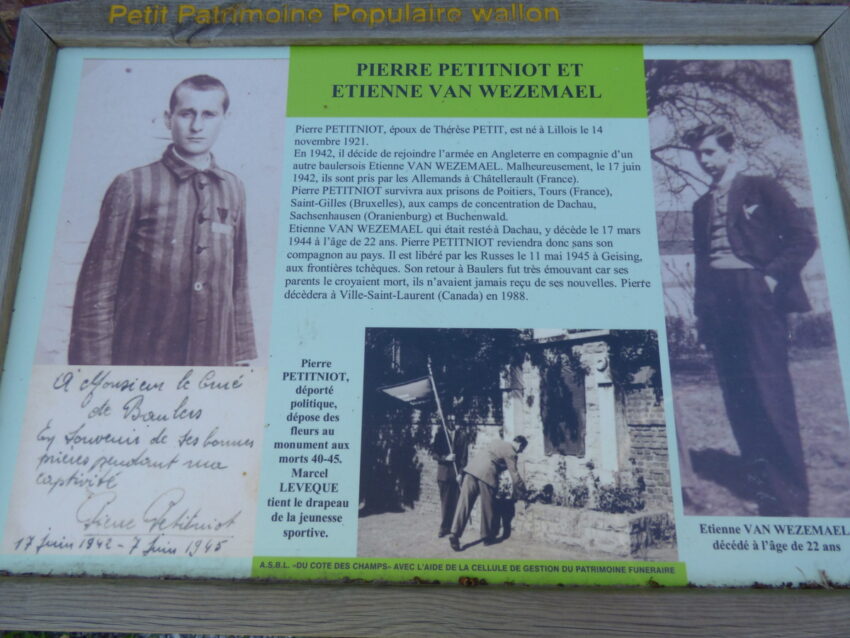 Petit Patrimoine Populaire wallon
PIERRE PETITNIOT ET
ETIENNE VAN WEZEMAEL
Pierre PETITNIOT, époux de Thérèse PETIT, est né à Lillois le 14
novembre 1921.
En 1942, il décide de rejoindre l'armée en Angleterre en compagnie d'un
autre baulersois Etienne VAN WEZEMAEL. Malheureusement, le 17 juin
1942, ils sont pris par les Allemands à Châtellerault (France).
Pierre PETITNIOT survivra aux prisons de Poitiers, Tours (France),
Saint-Gilles (Bruxelles), aux camps de concentration de Dachau,
Sachsenhausen (Oranienburg) et Buchenwald.
Etienne VAN WEZEMAEL qui était resté à Dachau, y décède le 17 mars
1944 à l'âge de 22 ans. Pierre PETITNIOT reviendra donc sans son
compagnon au pays. Il est libéré par les Russes le 11 mai 1945 à Geising,
aux frontières tchèques. Son retour à Baulers fut très émouvant car ses
parents le croyaient mort, ils n'avaient jamais reçu de ses nouvelles. Pierre
décèdera à Ville-Saint-Laurent (Canada) en 1988.
A Monsieur le Curé
de Baulers
En souvenir de ses bonnes
prières pendant ma
captivité
Pierre Petitniot
17 juin 1942 - 7 juin 1945
Pierre
PETITNIOT,
déporté
politique,
dépose des
fleurs au
monument aux
morts 40-45.
Marcel
LEVEQUE
tient le drapeau
de la jeunesse
sportive.
Etienne VAN WEZEMAEL
décédé à l'âge de 22 ans
A.S.B.L. «DU COTE DES CHAMPS» AVEC L'AIDE DE LA CELLULE DE GESTION DU PATRIMOINE FUNERAIRE